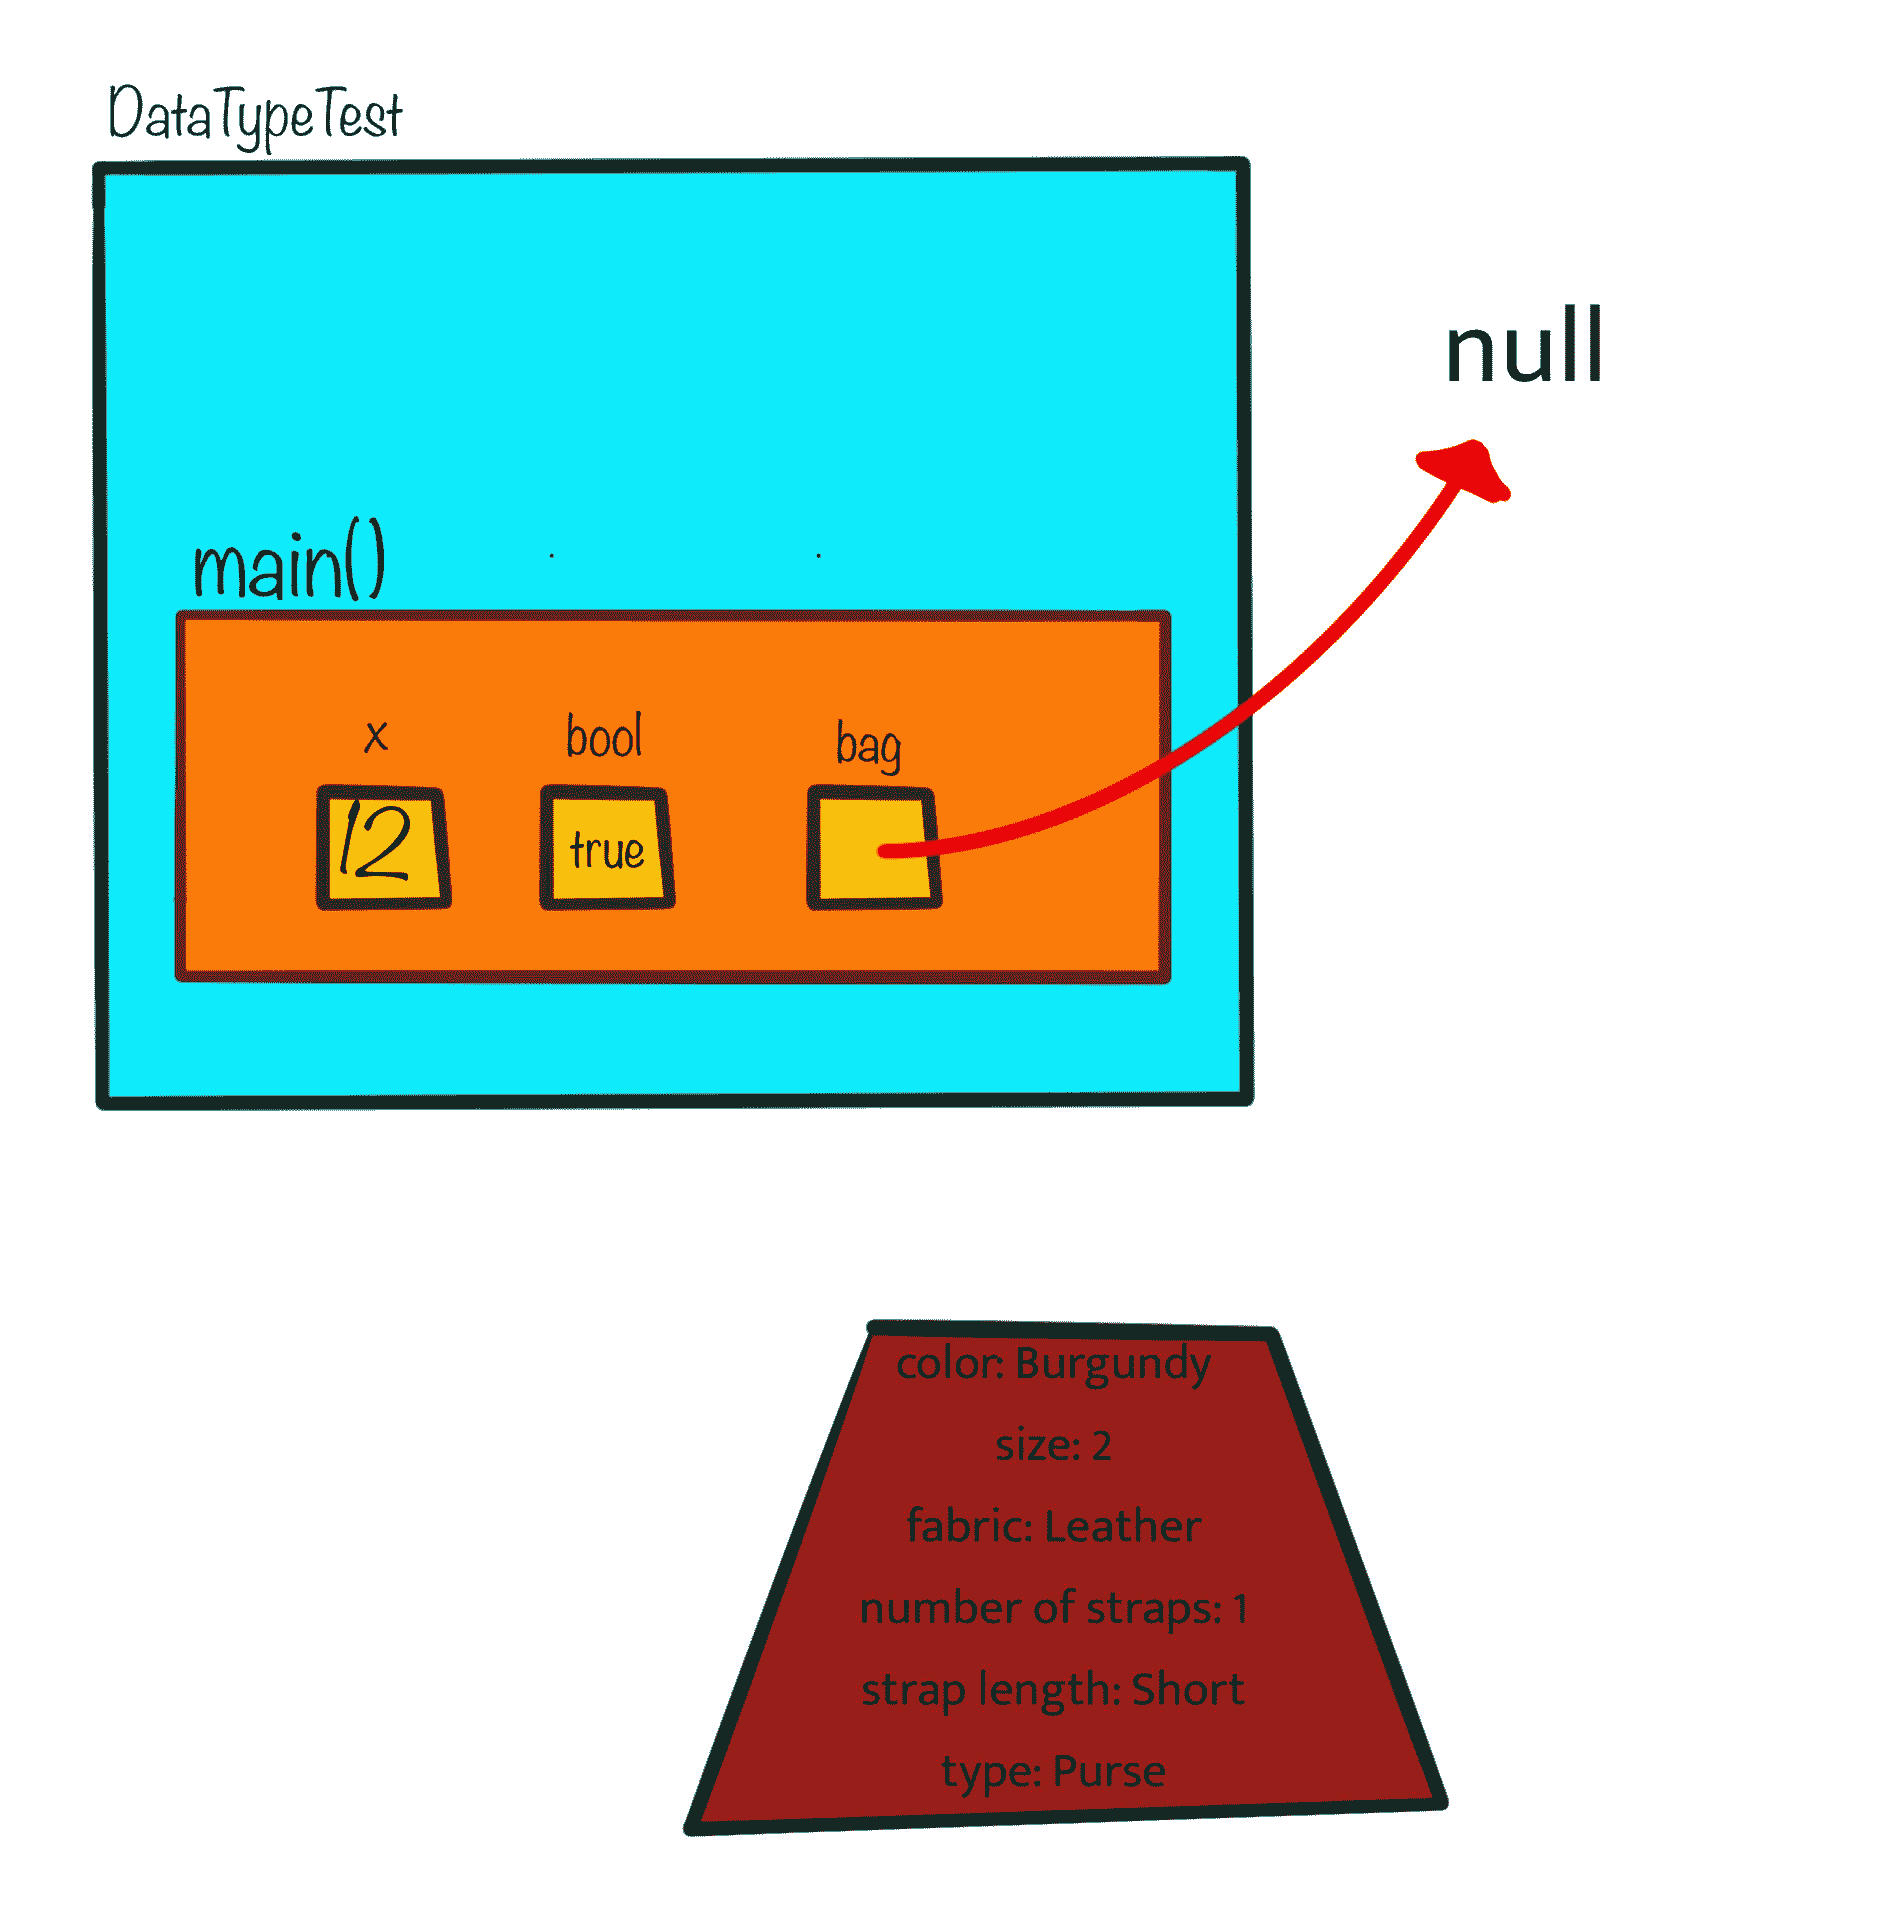 DataTypeTest
null
main()
x bool bag
12 true
color: Burgundy
size: 2
fabric: Leather
number of straps: 1
strap length: Short
type: Purse